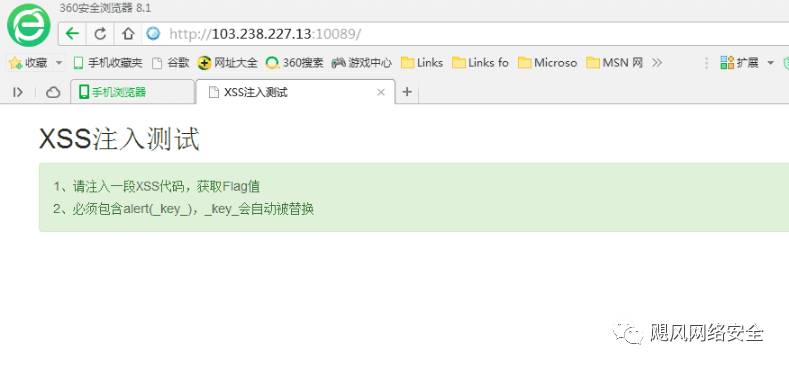 360安全浏览器 8.1
http://103.238.227.13:10089/
收藏 手机收藏夹 谷歌 网址大全 360搜索 游戏中心 Links Links fo Microso MSN 网 » 扩展
手机浏览器 XSS注入测试
XSS注入测试
1、请注入一段XSS代码，获取Flag值
2、必须包含alert(_key_)，_key_会自动被替换
飓风网络安全